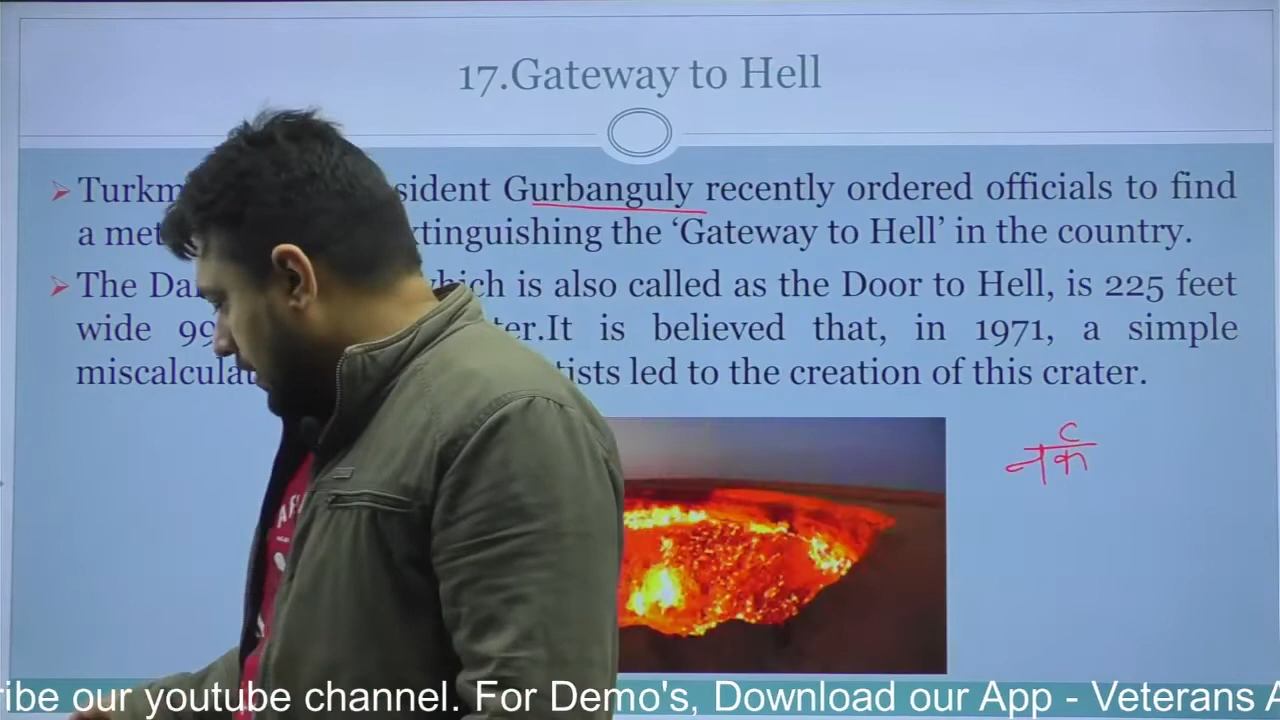 17.Gateway to Hell
Turkm sident Gurbanguly recently ordered officials to find
a met xtinguishing the ‘Gateway to Hell’ in the country.
The Da hich is also called as the Door to Hell, is 225 feet
wide 99 ter.It is believed that, in 1971, a simple
miscalculat tists led to the creation of this crater.
नर्क
ribe our youtube channel. For Demo's, Download our App - Veterans A